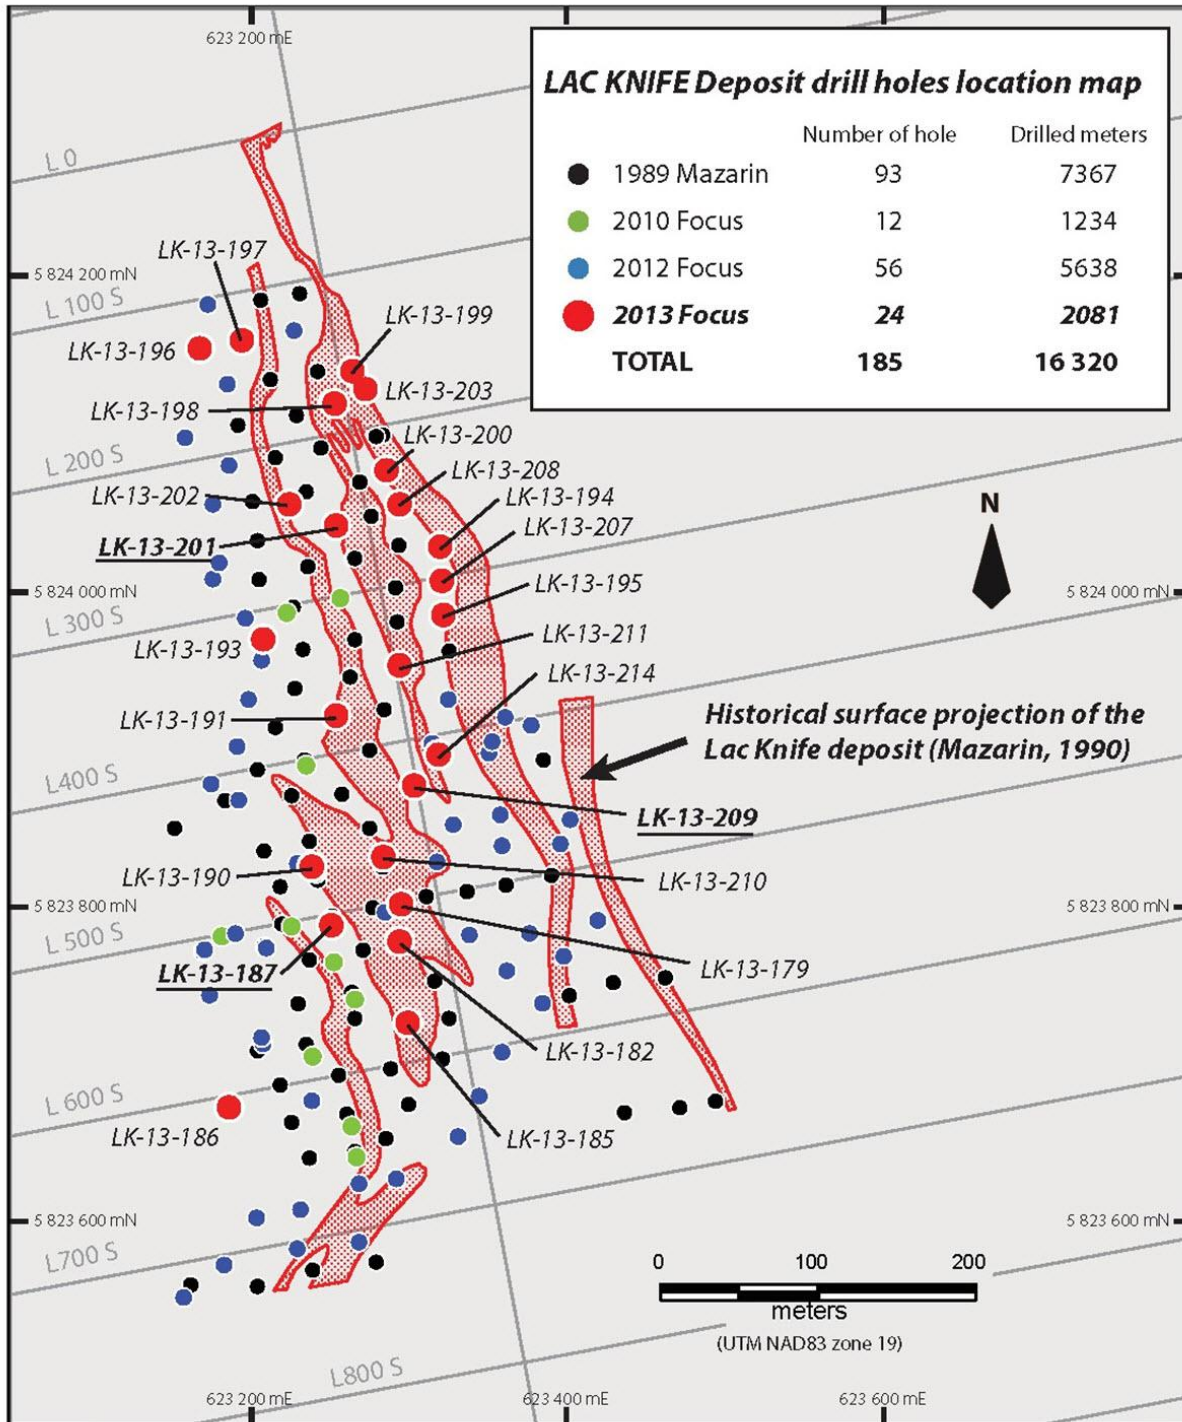 623 200 mE
LAC KNIFE Deposit drill holes location map
Number of hole Drilled meters
1989 Mazarin 93 7367
2010 Focus 12 1234
2012 Focus 56 5638
2013 Focus 24 2081
TOTAL 185 16 320
L 0
LK-13-197
5 824 200 mN
L 100 S
LK-13-199
LK-13-196
LK-13-203
LK-13-198
LK-13-200
L 200 S
LK-13-208
LK-13-202
LK-13-194
LK-13-207
LK-13-201
N
LK-13-195
5 824 000 mN
5 824 000 mN
L 300 S
LK-13-211
LK-13-193
LK-13-214
LK-13-191
Historical surface projection of the
Lac Knife deposit (Mazarin, 1990)
L400 S
LK-13-209
LK-13-190
LK-13-210
5 823 800 mN
5 823 800 mN
L 500 S
LK-13-187
LK-13-179
LK-13-182
L 600 S
LK-13-186
LK-13-185
5 823 600 mN
5 823 600 mN
L700 S
0 100 200
meters
(UTM NAD83 zone 19)
L800 S
623 200 mE
623 400 mE
623 600 mE